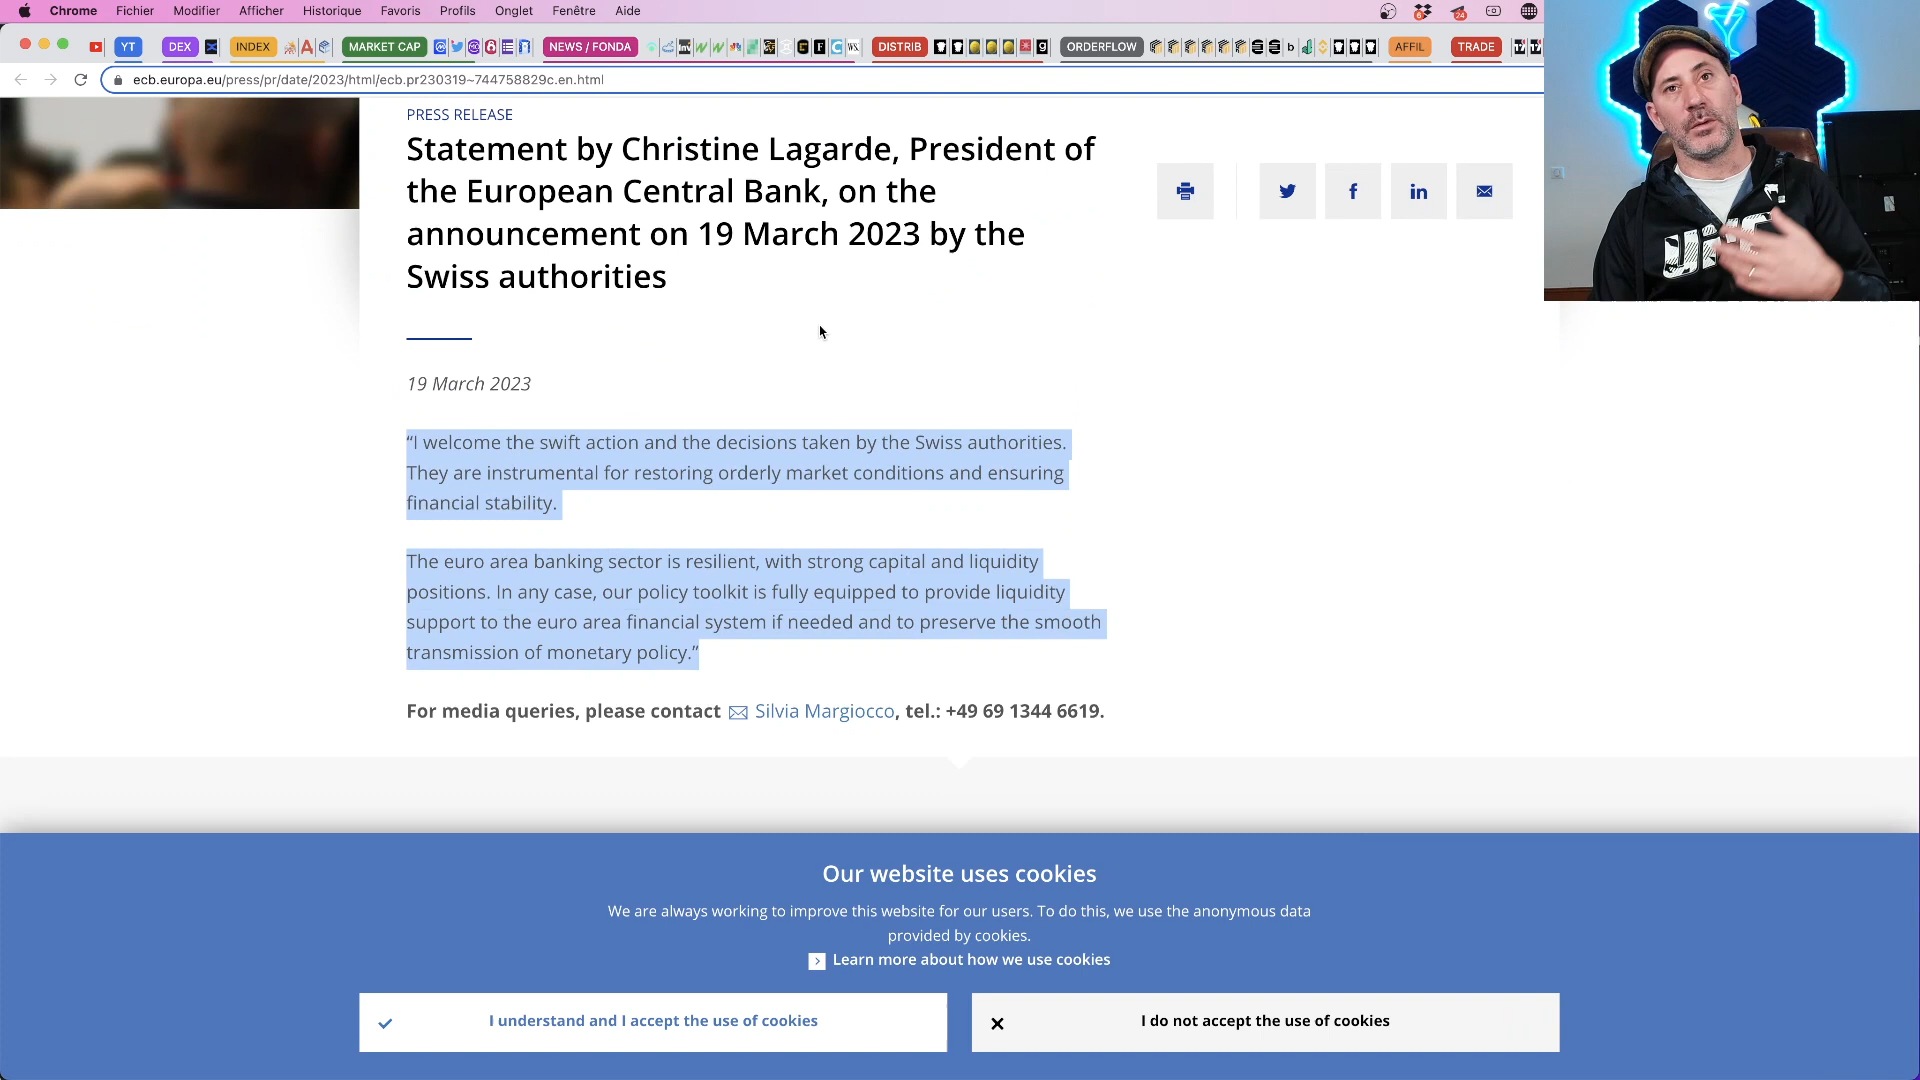 Chrome Fichier Modifier Afficher Historique Favoris Profils Onglet Fenêtre Aide
YT DEX INDEX MARKET CAP NEWS / FONDA DISTRIB ORDERFLOW AFFIL TRADE
ecb.europa.eu/press/pr/date/2023/html/ecb.pr230319~744758829c.en.html
PRESS RELEASE
Statement by Christine Lagarde, President of
the European Central Bank, on the
announcement on 19 March 2023 by the
Swiss authorities
19 March 2023
“I welcome the swift action and the decisions taken by the Swiss authorities.
They are instrumental for restoring orderly market conditions and ensuring
financial stability.
The euro area banking sector is resilient, with strong capital and liquidity
positions. In any case, our policy toolkit is fully equipped to provide liquidity
support to the euro area financial system if needed and to preserve the smooth
transmission of monetary policy.”
For media queries, please contact Silvia Margiocco, tel.: +49 69 1344 6619.
Our website uses cookies
We are always working to improve this website for our users. To do this, we use the anonymous data
provided by cookies.
Learn more about how we use cookies
I understand and I accept the use of cookies
I do not accept the use of cookies